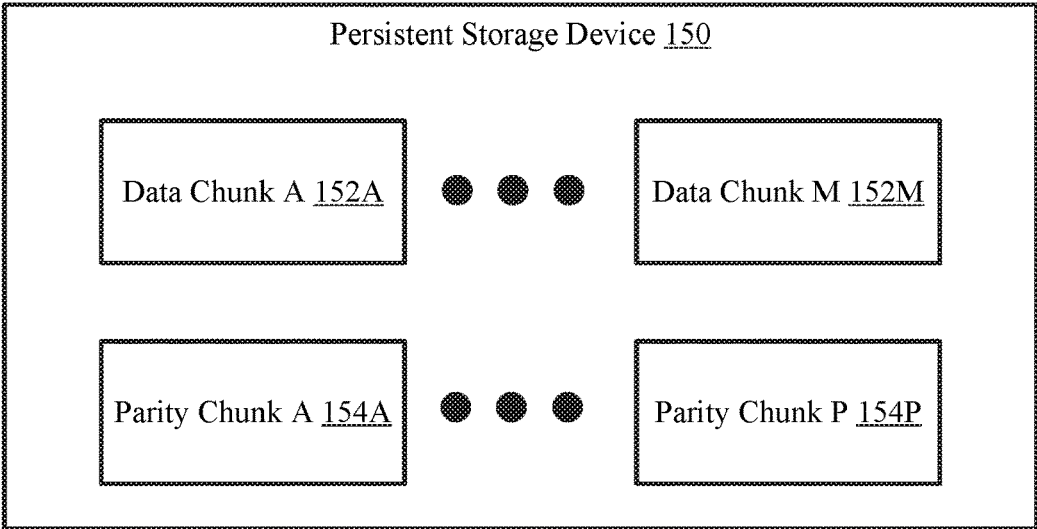 Persistent Storage Device 150
Data Chunk A 152A
Data Chunk M 152M
Parity Chunk A 154A
Parity Chunk P 154P